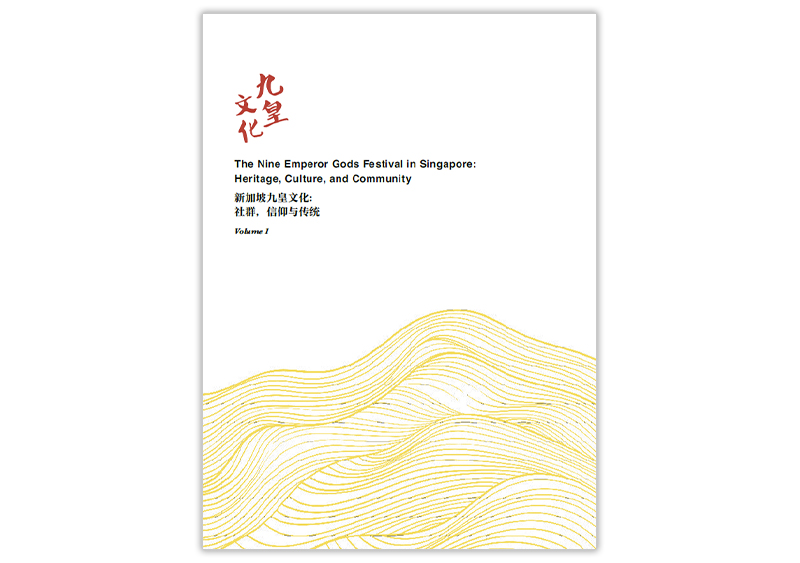 九皇
文化
The Nine Emperor Gods Festival in Singapore:
Heritage, Culture, and Community
新加坡九皇文化:
社群，信仰与传统
Volume I